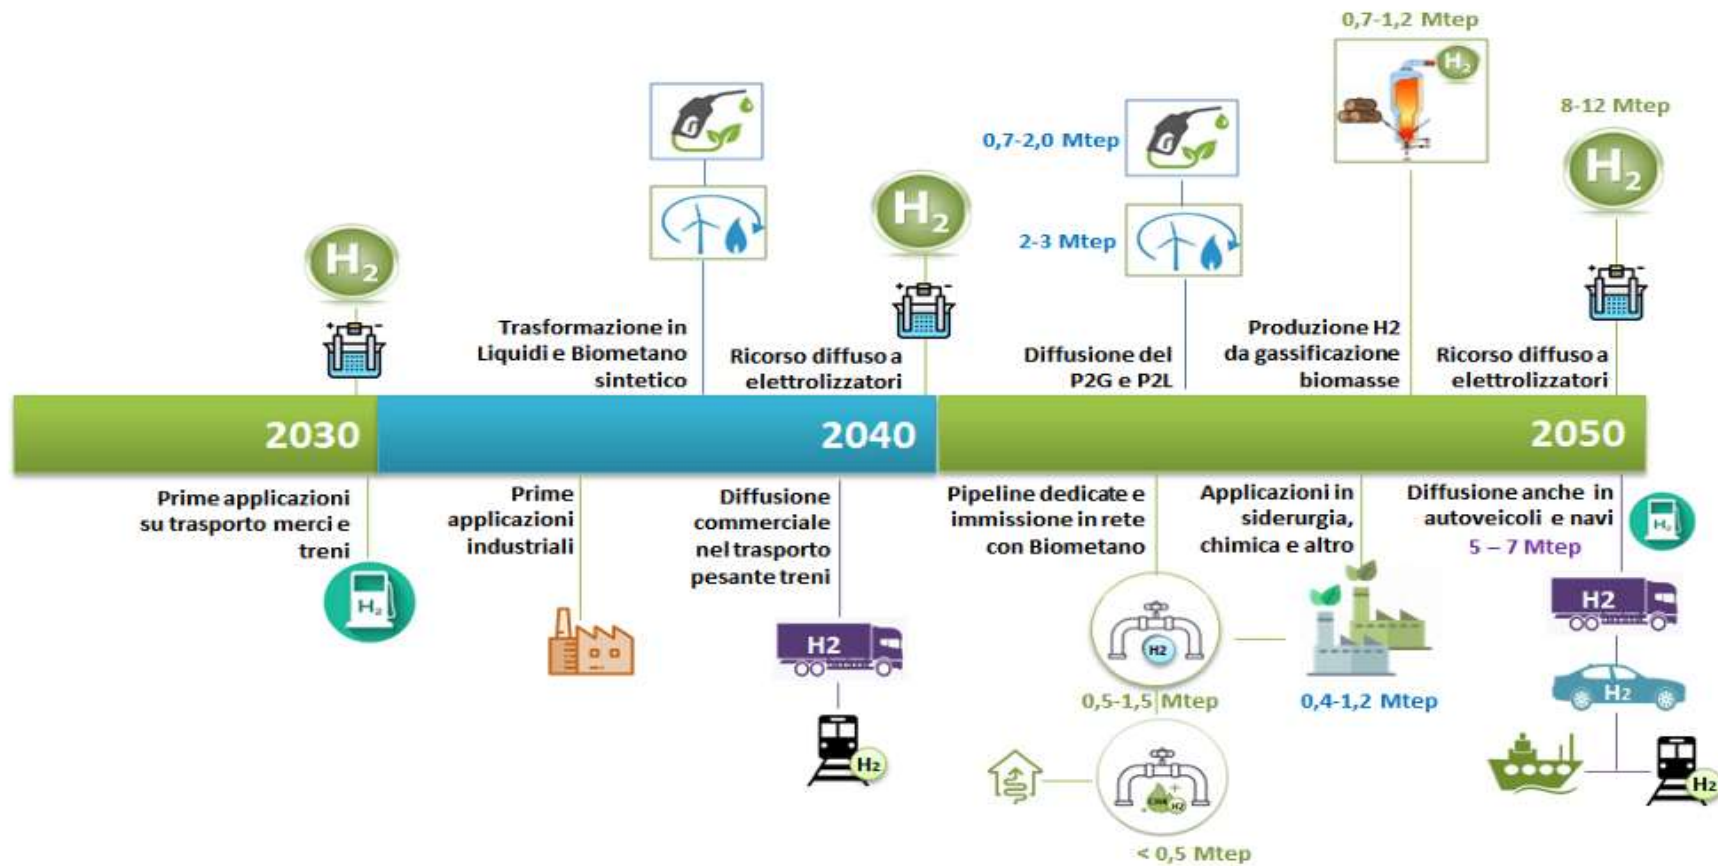 0,7-1,2 Mtep
H2
8-12 Mtep
H2
0,7-2,0 Mtep
H2
2-3 Mtep
H2
+ -
+ -
+ -
Trasformazione in
Liquidi e Biometano
sintetico
Ricorso diffuso a
elettrolizzatori
Diffusione del
P2G e P2L
Produzione H2
da gassificazione
biomasse
Ricorso diffuso a
elettrolizzatori
2030
2040
2050
Prime applicazioni
su trasporto merci e
treni
H2
Prime
applicazioni
industriali
Diffusione
commerciale
nel trasporto
pesante treni
H2
H2
Pipeline dedicate e
immissione in rete
con Biometano
H2
0,5-1,5 Mtep
CH4 H2
< 0,5 Mtep
Applicazioni in
siderurgia,
chimica e altro
0,4-1,2 Mtep
Diffusione anche in
autoveicoli e navi
5 – 7 Mtep
H2
H2
H2
H2